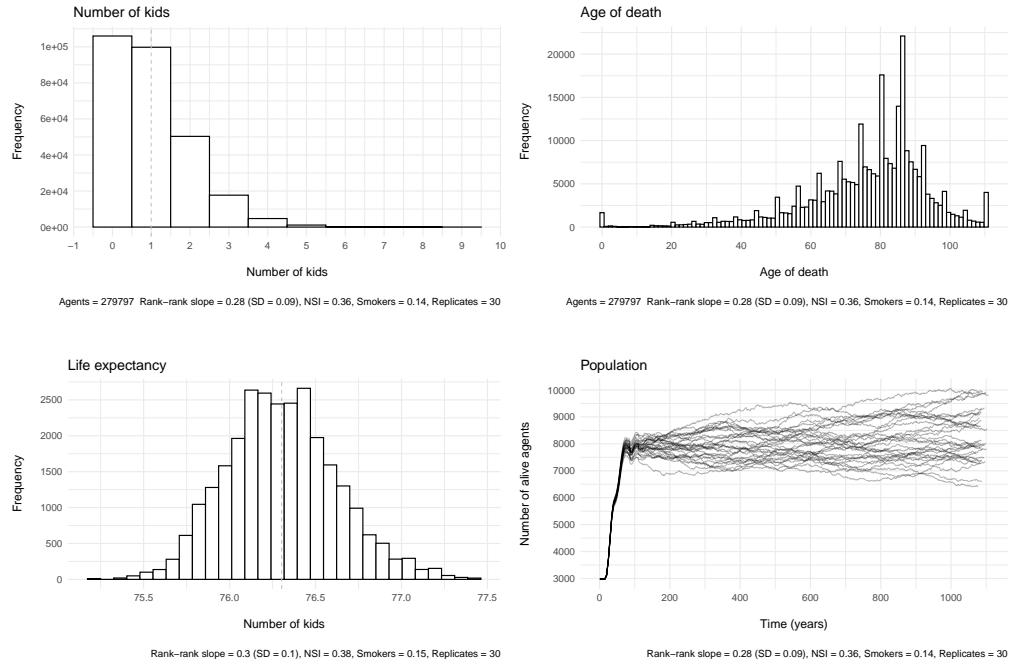 Number of kids
Frequency
1e+05
8e+04
6e+04
4e+04
2e+04
0e+00
−1 0 1 2 3 4 5 6 7 8 9 10
Number of kids
Agents = 279797 Rank−rank slope = 0.28 (SD = 0.09), NSI = 0.36, Smokers = 0.14, Replicates = 30
Age of death
Frequency
20000
15000
10000
5000
0
0 20 40 60 80 100
Age of death
Agents = 279797 Rank−rank slope = 0.28 (SD = 0.09), NSI = 0.36, Smokers = 0.14, Replicates = 30
Life expectancy
Frequency
2500
2000
1500
1000
500
0
75.5 76.0 76.5 77.0 77.5
Number of kids
Rank−rank slope = 0.3 (SD = 0.1), NSI = 0.38, Smokers = 0.15, Replicates = 30
Population
Number of alive agents
10000
9000
8000
7000
6000
5000
4000
3000
0 200 400 600 800 1000
Time (years)
Rank−rank slope = 0.28 (SD = 0.09), NSI = 0.36, Smokers = 0.14, Replicates = 30